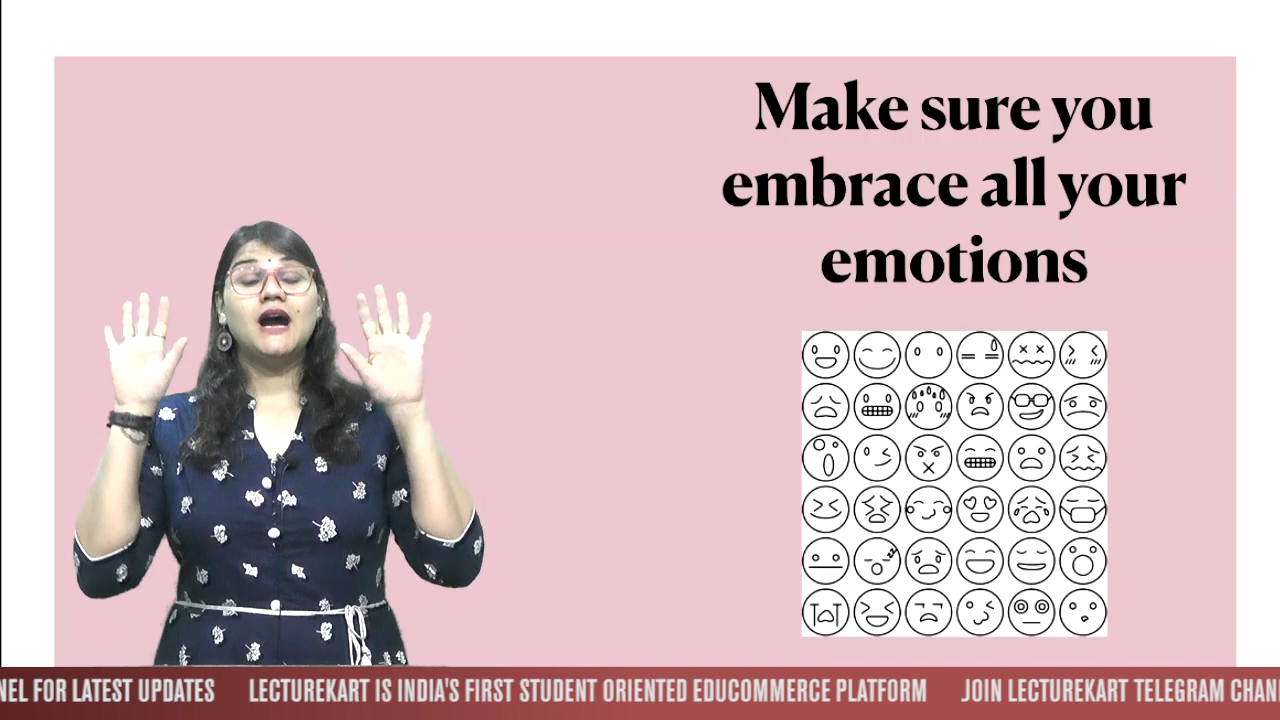 Make sure you
embrace all your
emotions
NEL FOR LATEST UPDATES LECTUREKART IS INDIA'S FIRST STUDENT ORIENTED EDUCOMMERCE PLATFORM JOIN LECTUREKART TELEGRAM CHAN